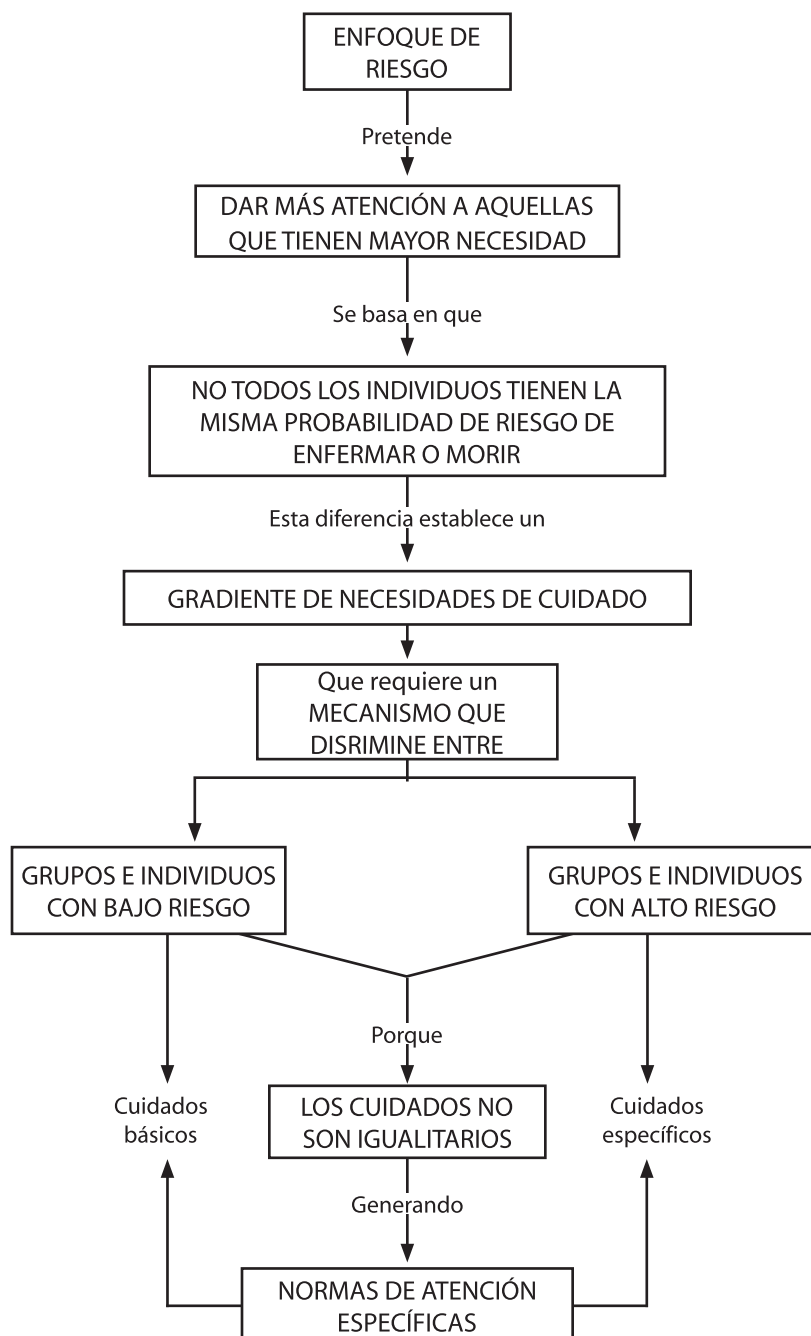 ENFOQUE DE
RIESGO
Pretende
DAR MÁS ATENCIÓN A AQUELLAS
QUE TIENEN MAYOR NECESIDAD
Se basa en que
NO TODOS LOS INDIVIDUOS TIENEN LA
MISMA PROBABILIDAD DE RIESGO DE
ENFERMAR O MORIR
Esta diferencia establece un
GRADIENTE DE NECESIDADES DE CUIDADO
Que requiere un
MECANISMO QUE
DISRIMINE ENTRE
GRUPOS E INDIVIDUOS
CON BAJO RIESGO
GRUPOS E INDIVIDUOS
CON ALTO RIESGO
Porque
Cuidados
básicos
LOS CUIDADOS NO
SON IGUALITARIOS
Cuidados
específicos
Generando
NORMAS DE ATENCIÓN
ESPECÍFICAS